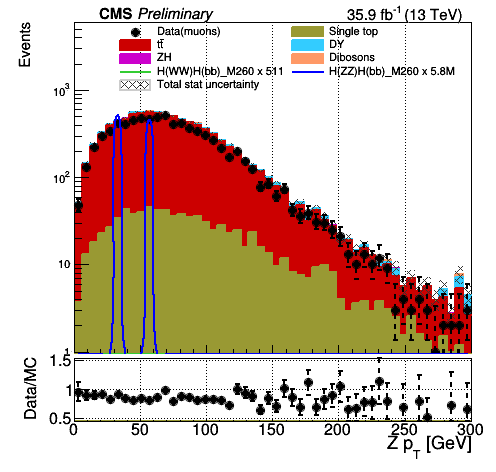 CMS Preliminary 35.9 fb⁻¹ (13 TeV)
Data(muons) Single top
tt̄ DY
ZH Dibosons
H(WW)H(bb)_M260 x 511 H(ZZ)H(bb)_M260 x 5.8M
Total stat uncertainty
Events
10³
10²
10
1
Data/MC
1.5
1
0.5
0 50 100 150 200 250 300
Z p_T [GeV]